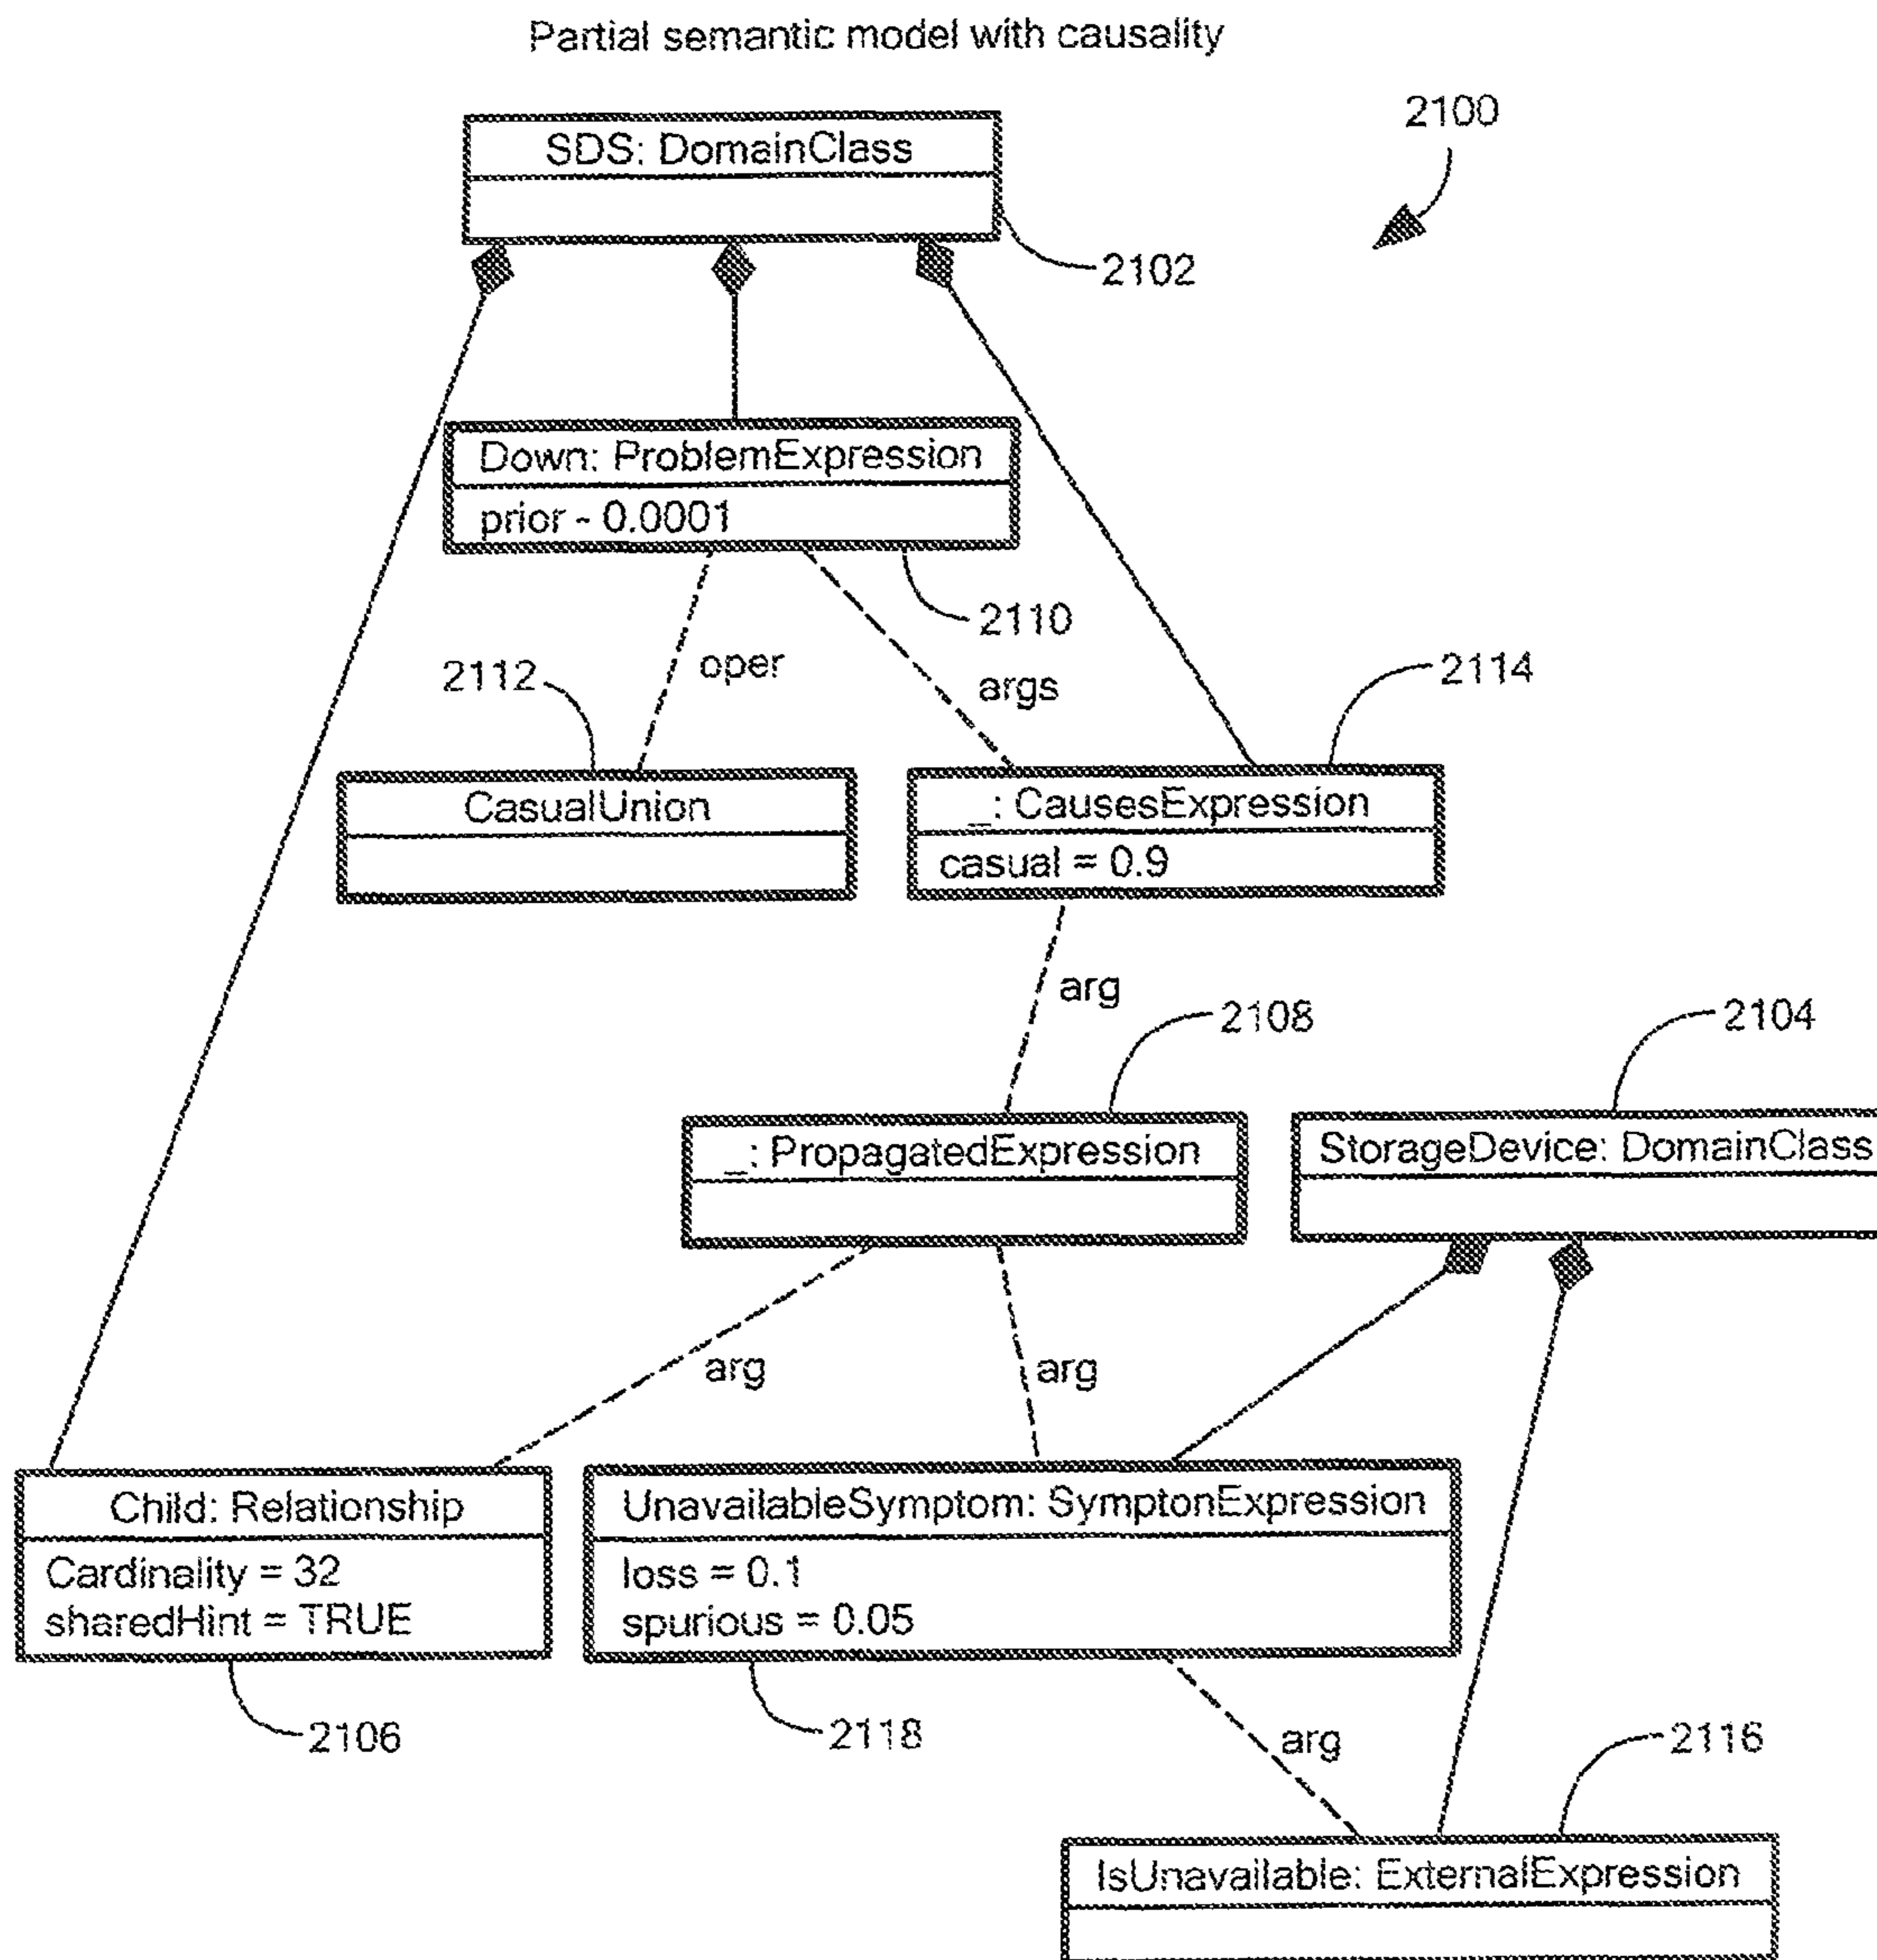 Partial semantic model with causality
2100
SDS: DomainClass
2102
Down: ProblemExpression
prior - 0.0001
2110
oper
args
2112
2114
CasualUnion
_: CausesExpression
casual = 0.9
arg
2108
2104
_: PropagatedExpression
StorageDevice: DomainClass
arg
arg
Child: Relationship
Cardinality = 32
sharedHint = TRUE
UnavailableSymptom: SymptonExpression
loss = 0.1
spurious = 0.05
2106
2118
arg
2116
IsUnavailable: ExternalExpression